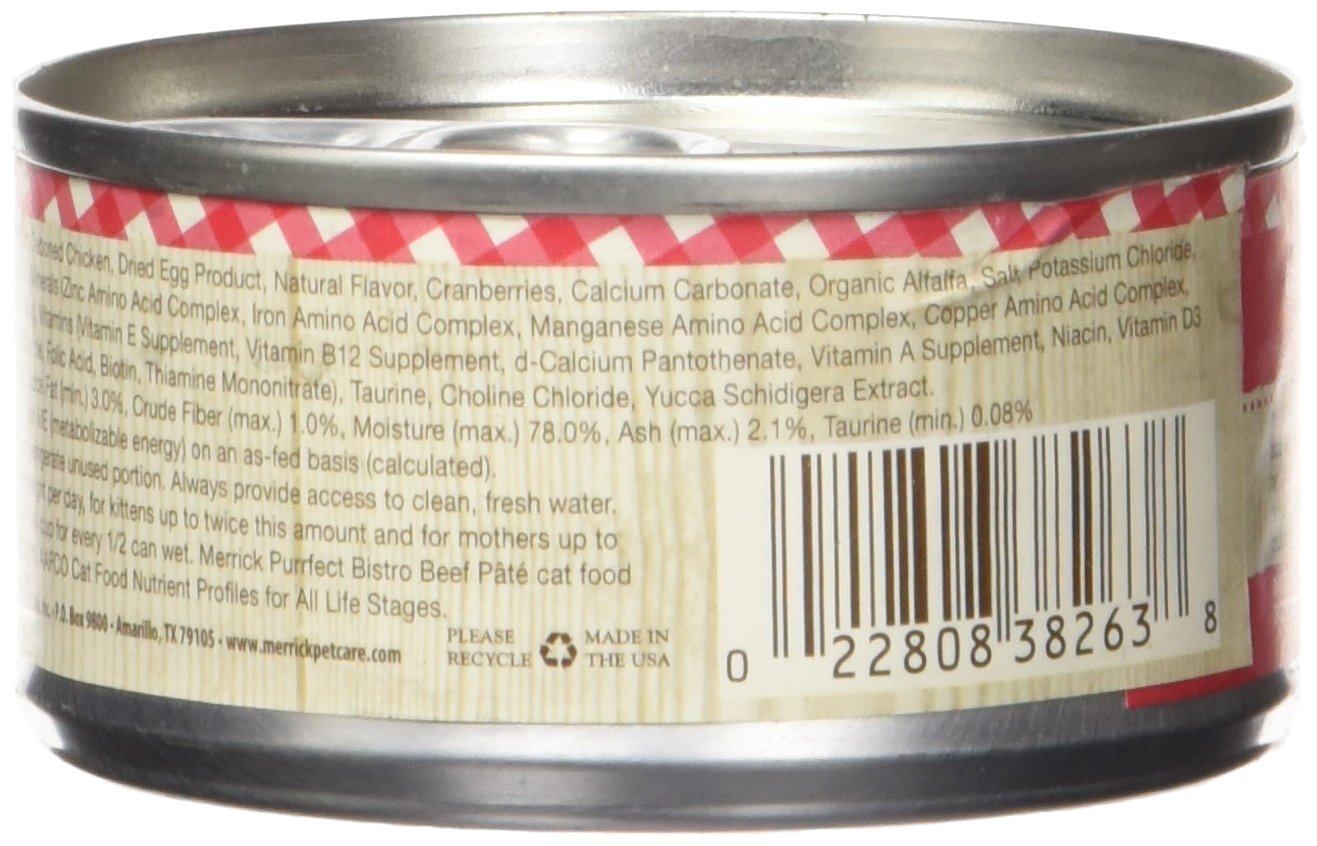 Chicken, Dried Egg Product, Natural Flavor, Cranberries, Calcium Carbonate, Organic Alfalfa, Salt, Potassium Chloride,
(Zinc Amino Acid Complex, Iron Amino Acid Complex, Manganese Amino Acid Complex, Copper Amino Acid Complex,
Vitamins (Vitamin E Supplement, Vitamin B12 Supplement, d-Calcium Pantothenate, Vitamin A Supplement, Niacin, Vitamin D3
Folic Acid, Biotin, Thiamine Mononitrate), Taurine, Choline Chloride, Yucca Schidigera Extract.
Fat (min.) 3.0%, Crude Fiber (max.) 1.0%, Moisture (max.) 78.0%, Ash (max.) 2.1%, Taurine (min.) 0.08%
(metabolizable energy) on an as-fed basis (calculated).
unused portion. Always provide access to clean, fresh water.
per day, for kittens up to twice this amount and for mothers up to
for every 1/2 can wet. Merrick Purrfect Bistro Beef Pâté cat food
Cat Food Nutrient Profiles for All Life Stages.
P.O. Box 9800 • Amarillo, TX 79105 • www.merrickpetcare.com
PLEASE RECYCLE
MADE IN THE USA
0 22808 38263 8